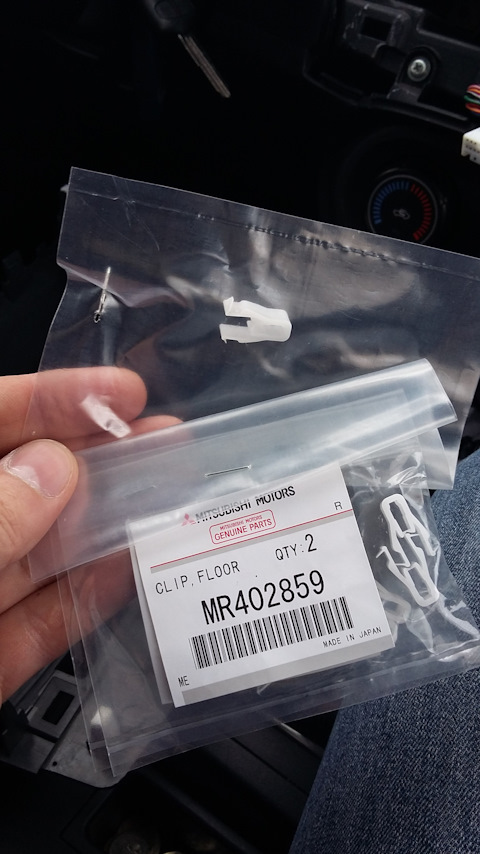 MITSUBISHI MOTORS
MITSUBISHI MOTORS
GENUINE PARTS
R
CLIP,FLOOR
QTY:2
MR402859
ME
MADE IN JAPAN